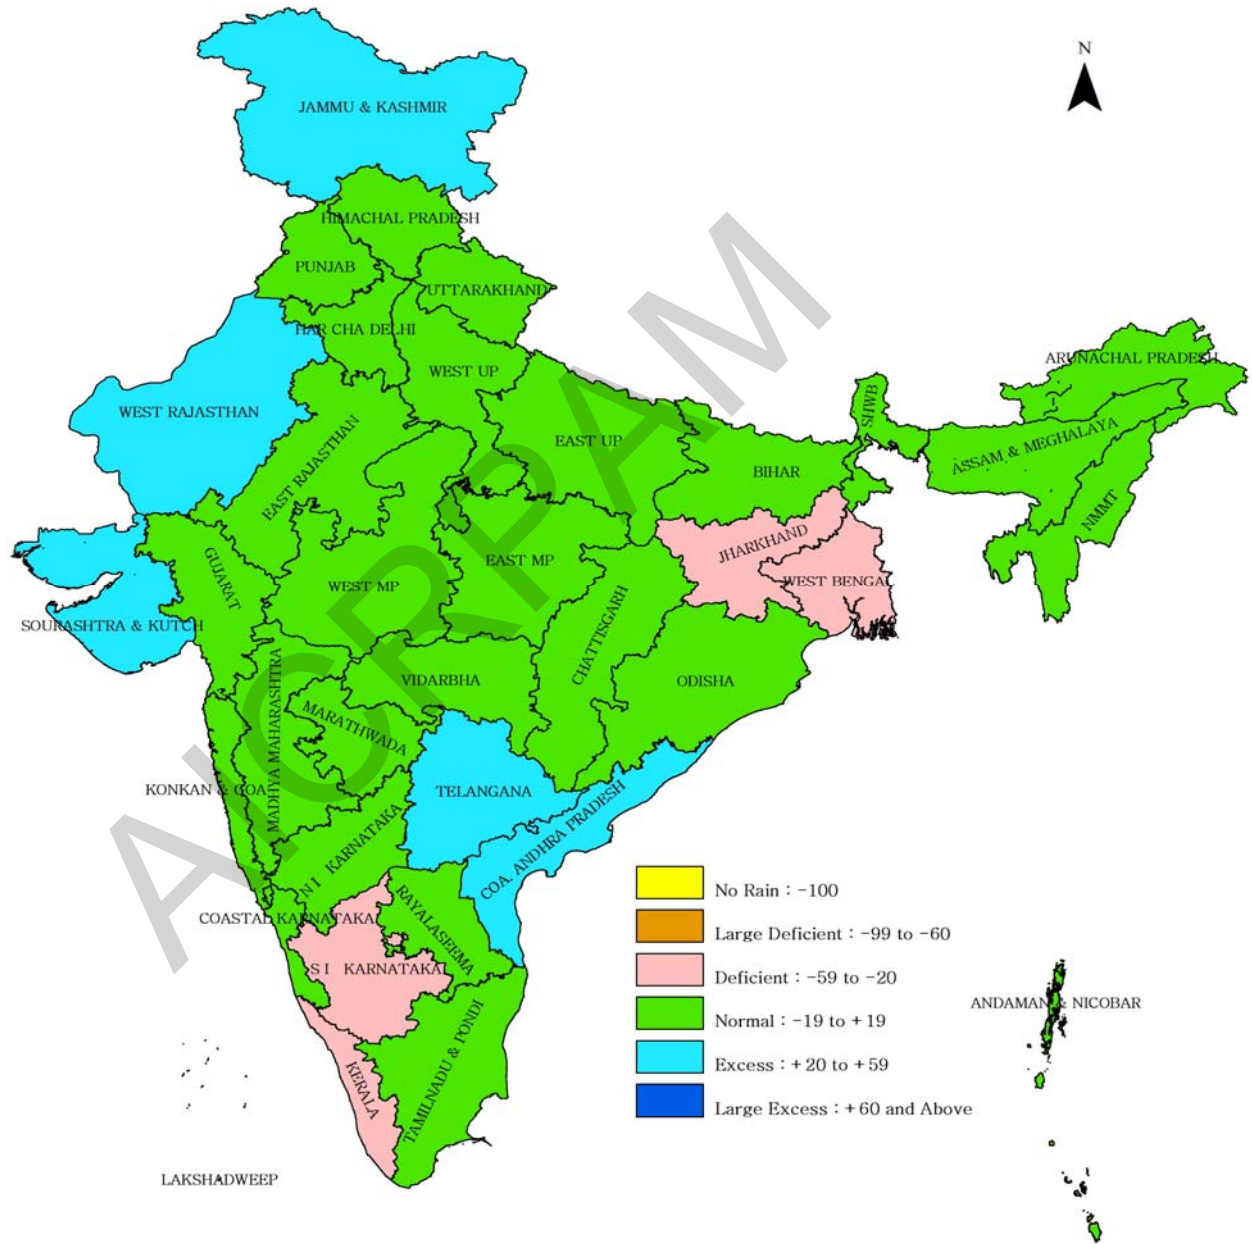 N
JAMMU & KASHMIR
HIMACHAL PRADESH
PUNJAB
UTTARAKHAND
HAR CHA DELHI
WEST UP
ARUNACHAL PRADESH
WEST RAJASTHAN
SHWB
EAST RAJASTHAN
EAST UP
ASSAM & MEGHALAYA
BIHAR
NMMT
JHARKHAND
GUJARAT
WEST MP
EAST MP
WEST BENGAL
SOURASHTRA & KUTCH
CHATTISGARH
VIDARBHA
ODISHA
MADHYA MAHARASHTRA
MARATHWADA
KONKAN & GOA
TELANGANA
COA. ANDHRA PRADESH
N I KARNATAKA
RAYALASEEMA
COASTAL KARNATAKA
S I KARNATAKA
KERALA
TAMILNADU & PONDI
ANDAMAN & NICOBAR
LAKSHADWEEP
No Rain : -100
Large Deficient : -99 to -60
Deficient : -59 to -20
Normal : -19 to +19
Excess : +20 to +59
Large Excess : +60 and Above
AICRPAM